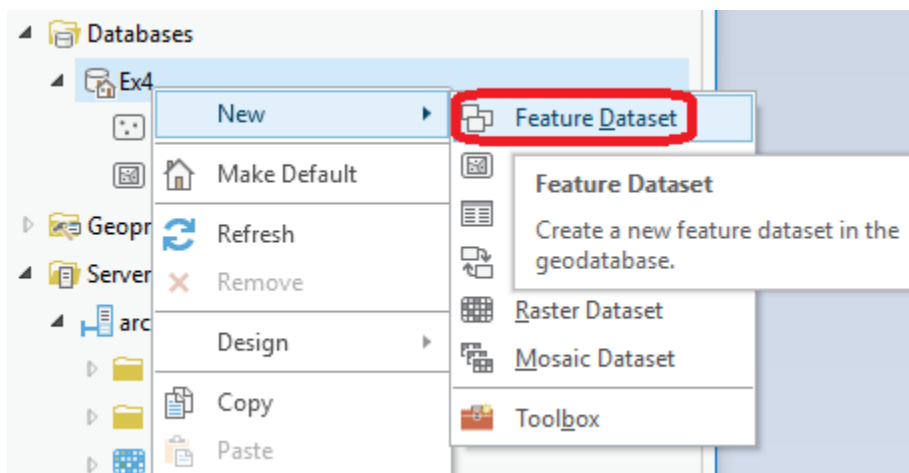 Databases
Ex4
New
Feature Dataset
Make Default
Feature Dataset
Create a new feature dataset in the
geodatabase.
Geopr
Refresh
Server
Remove
Raster Dataset
arc
Design
Mosaic Dataset
Copy
Toolbox
Paste